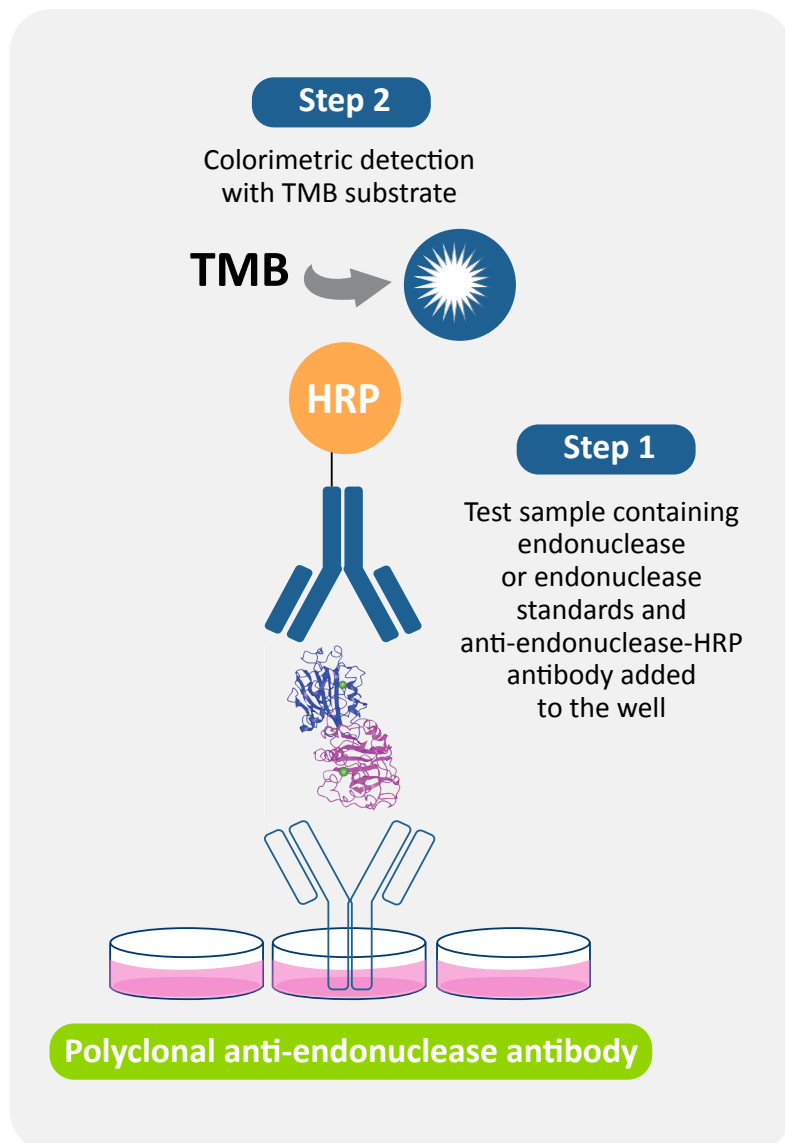 Step 2
Colorimetric detection
with TMB substrate
TMB
HRP
Step 1
Test sample containing
endonuclease
or endonuclease
standards and
anti-endonuclease-HRP
antibody added
to the well
Polyclonal anti-endonuclease antibody